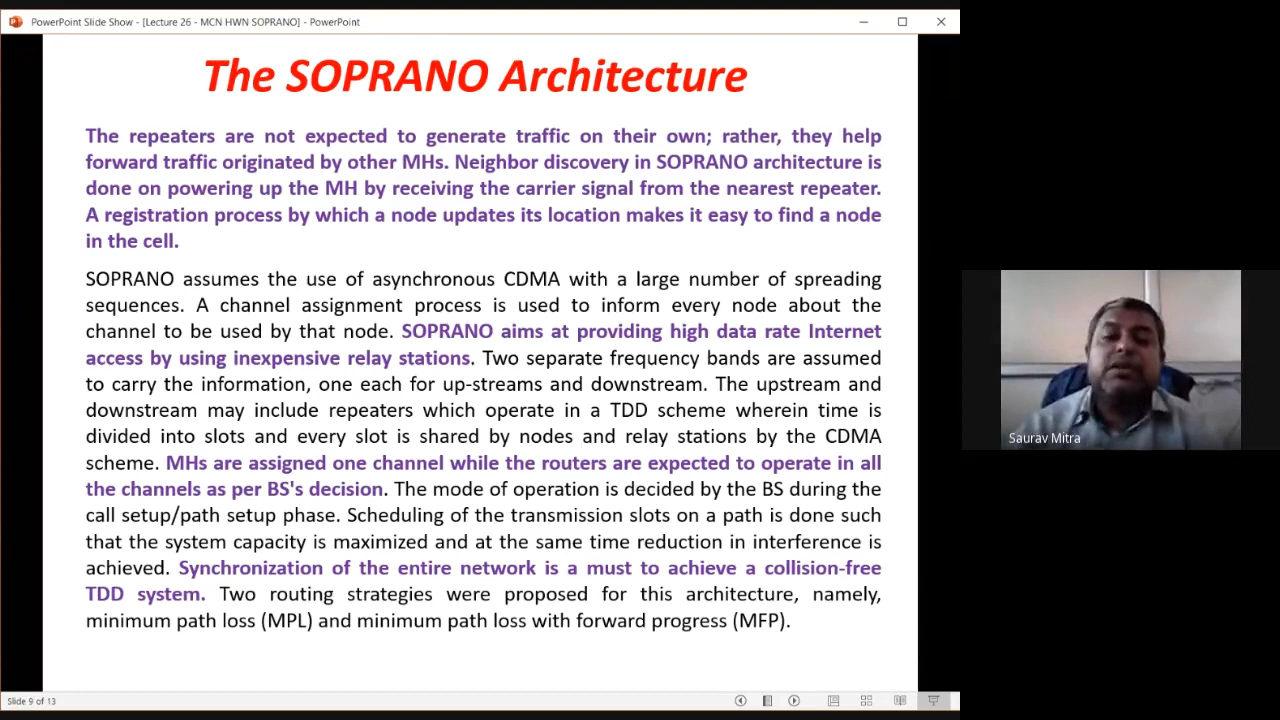 PowerPoint Slide Show - [Lecture 26 - MCN HWN SOPRANO] - PowerPoint
The SOPRANO Architecture
The repeaters are not expected to generate traffic on their own; rather, they help
forward traffic originated by other MHs. Neighbor discovery in SOPRANO architecture is
done on powering up the MH by receiving the carrier signal from the nearest repeater.
A registration process by which a node updates its location makes it easy to find a node
in the cell.
SOPRANO assumes the use of asynchronous CDMA with a large number of spreading
sequences. A channel assignment process is used to inform every node about the
channel to be used by that node. SOPRANO aims at providing high data rate Internet
access by using inexpensive relay stations. Two separate frequency bands are assumed
to carry the information, one each for up-streams and downstream. The upstream and
downstream may include repeaters which operate in a TDD scheme wherein time is
divided into slots and every slot is shared by nodes and relay stations by the CDMA
scheme. MHs are assigned one channel while the routers are expected to operate in all
the channels as per BS's decision. The mode of operation is decided by the BS during the
call setup/path setup phase. Scheduling of the transmission slots on a path is done such
that the system capacity is maximized and at the same time reduction in interference is
achieved. Synchronization of the entire network is a must to achieve a collision-free
TDD system. Two routing strategies were proposed for this architecture, namely,
minimum path loss (MPL) and minimum path loss with forward progress (MFP).
Saurav Mitra
Slide 9 of 13